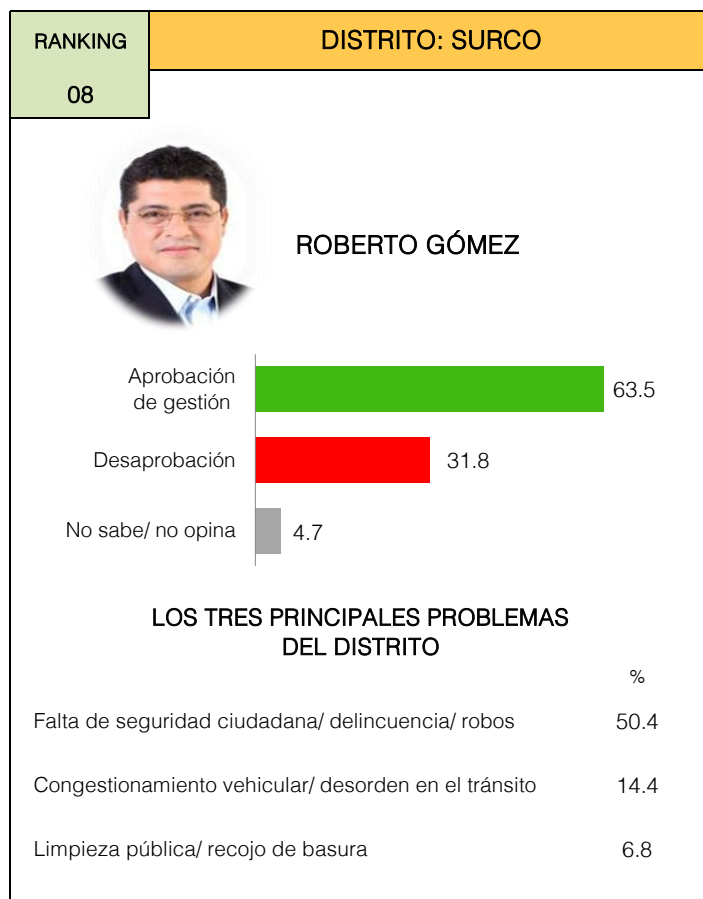 RANKING
08
DISTRITO: SURCO
ROBERTO GÓMEZ
Aprobación
de gestión
63.5
Desaprobación
31.8
No sabe/ no opina
4.7
LOS TRES PRINCIPALES PROBLEMAS
DEL DISTRITO
%
Falta de seguridad ciudadana/ delincuencia/ robos 50.4
Congestionamiento vehicular/ desorden en el tránsito 14.4
Limpieza pública/ recojo de basura 6.8